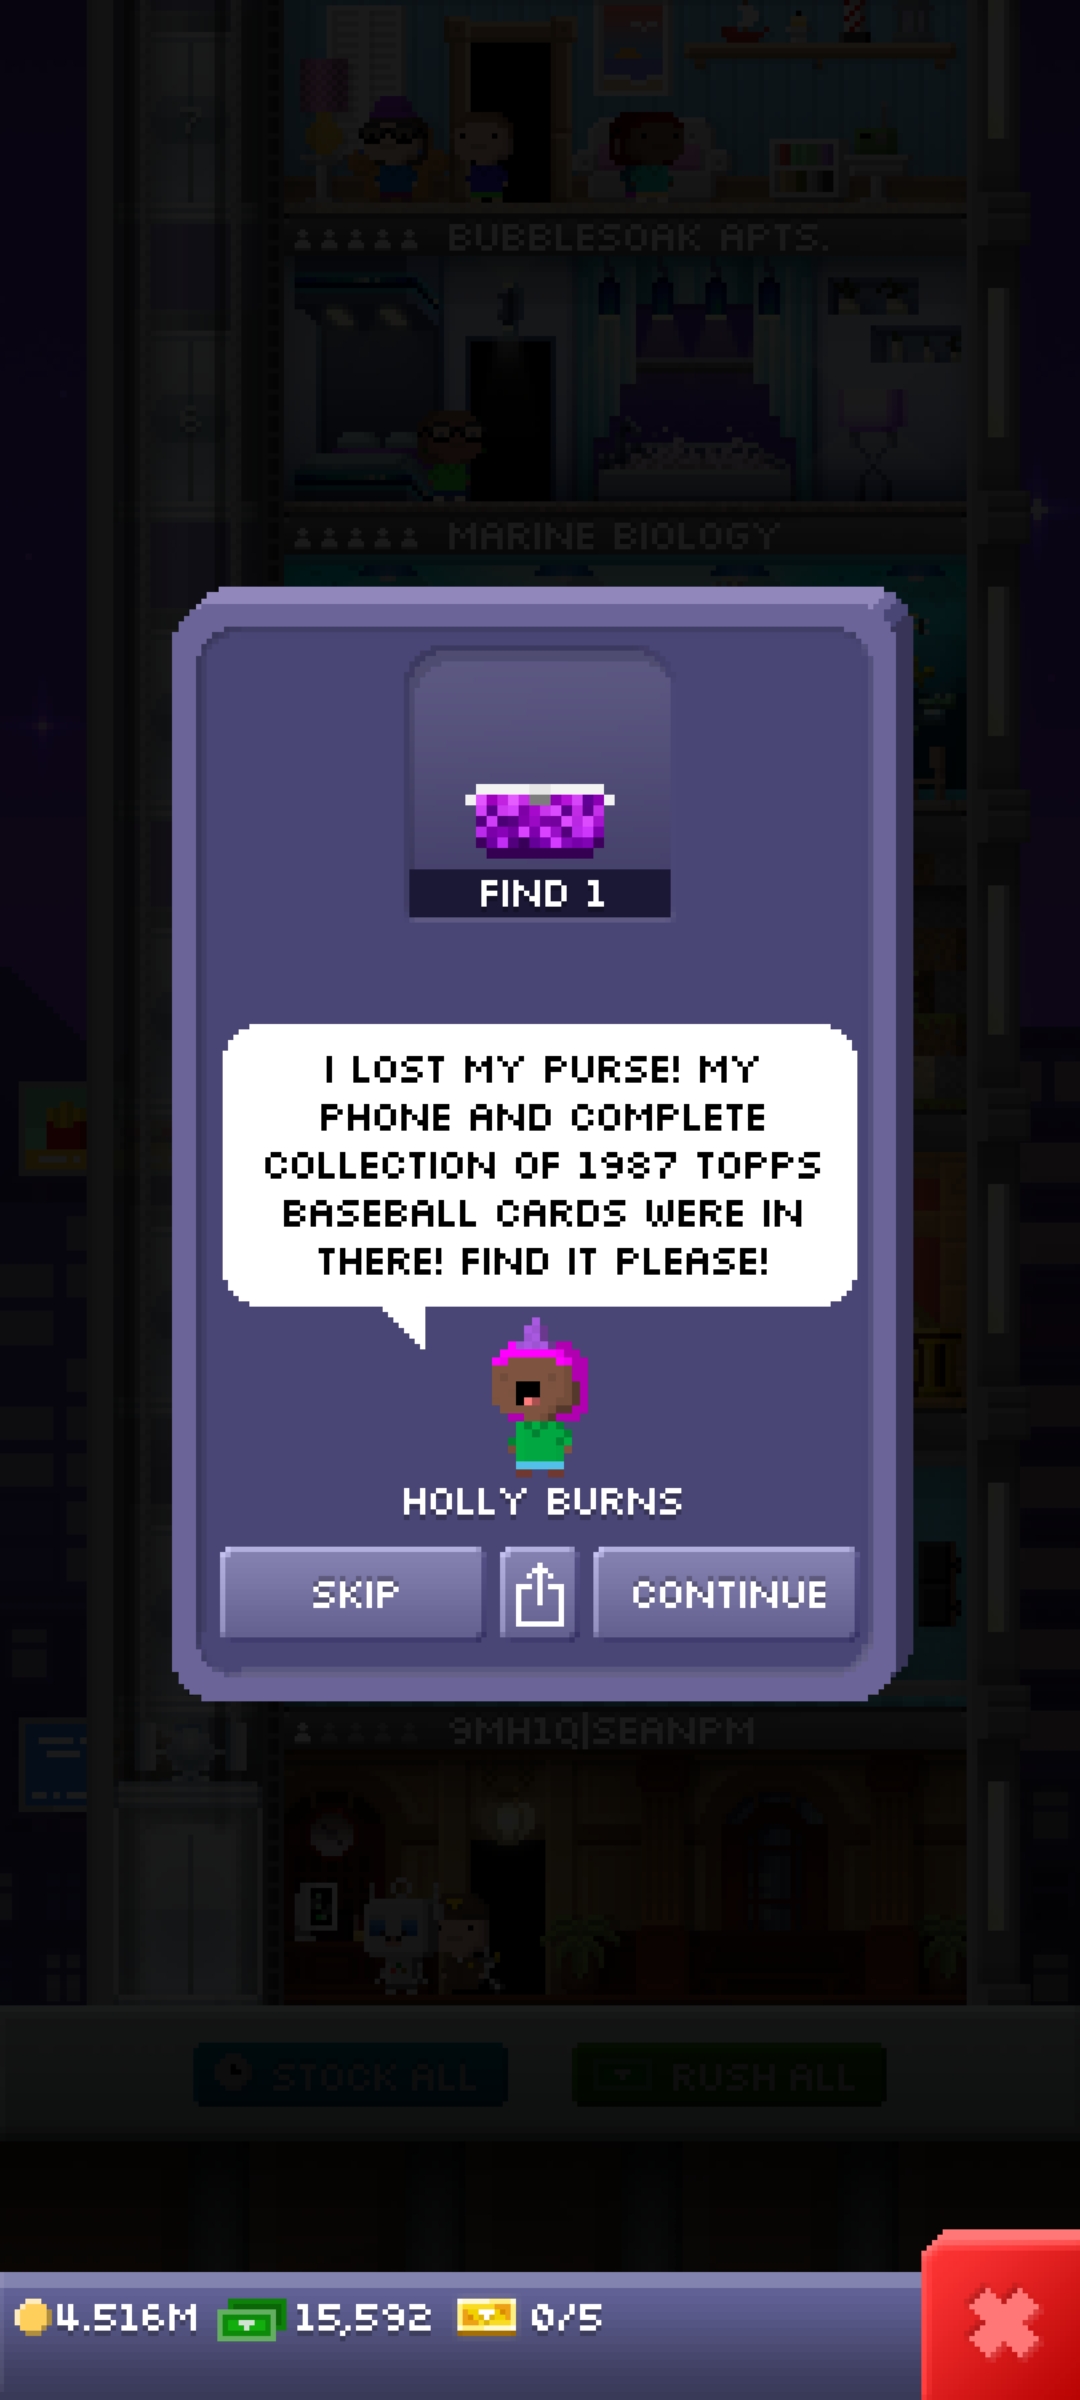 7
BUBBLESOAK APTS.
6
MARINE BIOLOGY
FIND 1
I LOST MY PURSE! MY
PHONE AND COMPLETE
COLLECTION OF 1987 TOPPS
BASEBALL CARDS WERE IN
THERE! FIND IT PLEASE!
HOLLY BURNS
SKIP
CONTINUE
9MH1Q|SEANPM
STOCK ALL
RUSH ALL
4.516M
15,592
0/5